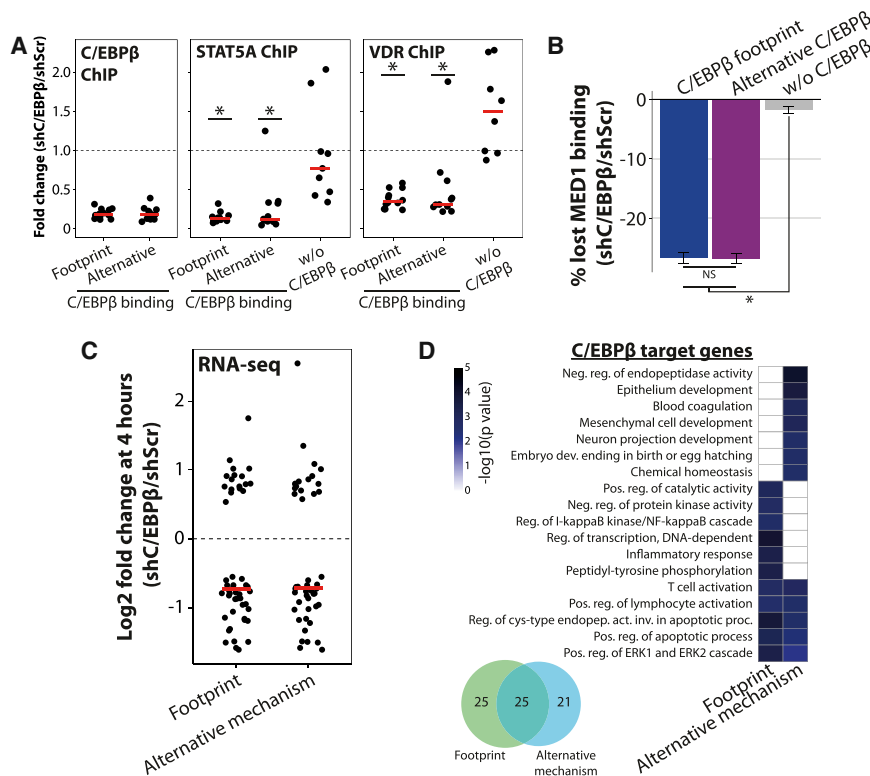 A
Fold change (shC/EBPβ/shScr)
2.0
1.5
1.0
0.5
0
C/EBPβ
ChIP
STAT5A ChIP
*
*
VDR ChIP
*
*
Footprint
Alternative
C/EBPβ binding
Footprint
Alternative
w/o
C/EBPβ
C/EBPβ binding
Footprint
Alternative
w/o
C/EBPβ
C/EBPβ binding
B
C/EBPβ footprint
Alternative C/EBPβ
w/o C/EBPβ
% lost MED1 binding
(shC/EBPβ/shScr)
0
-10
-20
NS
*
C
RNA-seq
Log2 fold change at 4 hours
(shC/EBPβ/shScr)
2
1
0
-1
Footprint
Alternative mechanism
D
C/EBPβ target genes
5
4
3
2
1
0
-log10(p value)
Neg. reg. of endopeptidase activity
Epithelium development
Blood coagulation
Mesenchymal cell development
Neuron projection development
Embryo dev. ending in birth or egg hatching
Chemical homeostasis
Pos. reg. of catalytic activity
Neg. reg. of protein kinase activity
Reg. of I-kappaB kinase/NF-kappaB cascade
Reg. of transcription, DNA-dependent
Inflammatory response
Peptidyl-tyrosine phosphorylation
T cell activation
Pos. reg. of lymphocyte activation
Reg. of cys-type endopep. act. inv. in apoptotic proc.
Pos. reg. of apoptotic process
Pos. reg. of ERK1 and ERK2 cascade
Footprint
Alternative mechanism
25
25
21
Footprint
Alternative
mechanism